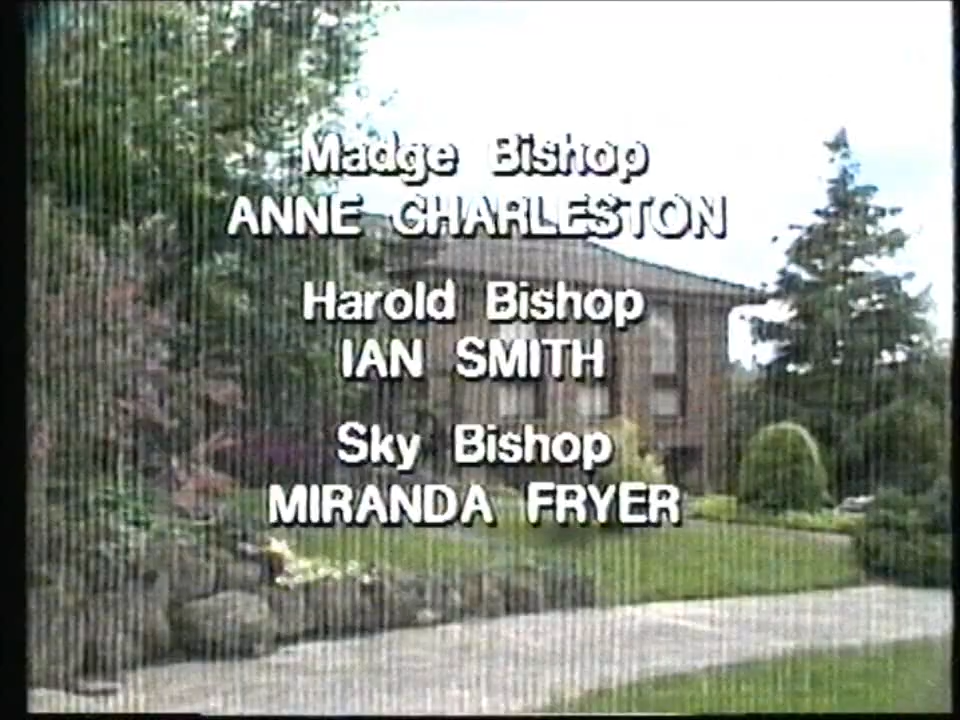 Madge Bishop
ANNE CHARLESTON
Harold Bishop
IAN SMITH
Sky Bishop
MIRANDA FRYER